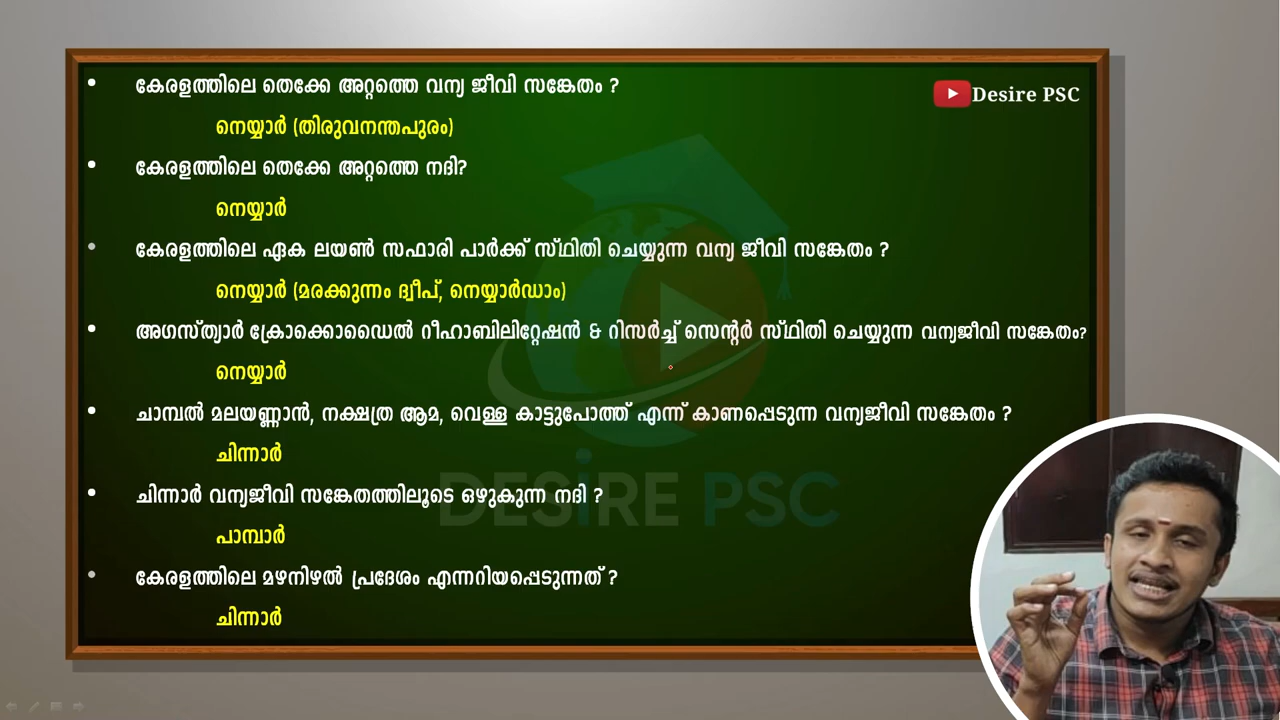 കേരളത്തിലെ തെക്കേ അറ്റത്തെ വന്യ ജീവി സങ്കേതം ?
Desire PSC
നെയ്യാർ (തിരുവനന്തപുരം)
കേരളത്തിലെ തെക്കേ അറ്റത്തെ നദി?
നെയ്യാർ
കേരളത്തിലെ ഏക ലയൺ സഫാരി പാർക്ക് സ്ഥിതി ചെയ്യുന്ന വന്യ ജീവി സങ്കേതം ?
നെയ്യാർ (മരക്കുന്നം ദ്വീപ്, നെയ്യാർഡാം)
അഗസ്ത്യാർ ക്രോക്കൊഡൈൽ റീഹാബിലിറ്റേഷൻ & റിസർച്ച് സെന്റർ സ്ഥിതി ചെയ്യുന്ന വന്യജീവി സങ്കേതം?
നെയ്യാർ
ചാമ്പൽ മലയണ്ണാൻ, നക്ഷത്ര ആമ, വെള്ള കാട്ടുപോത്ത് എന്ന് കാണപ്പെടുന്ന വന്യജീവി സങ്കേതം ?
ചിന്നാർ
ചിന്നാർ വന്യജീവി സങ്കേതത്തിലൂടെ ഒഴുകുന്ന നദി ?
DESiRE PSC
പാമ്പാർ
കേരളത്തിലെ മഴനിഴൽ പ്രദേശം എന്നറിയപ്പെടുന്നത് ?
ചിന്നാർ